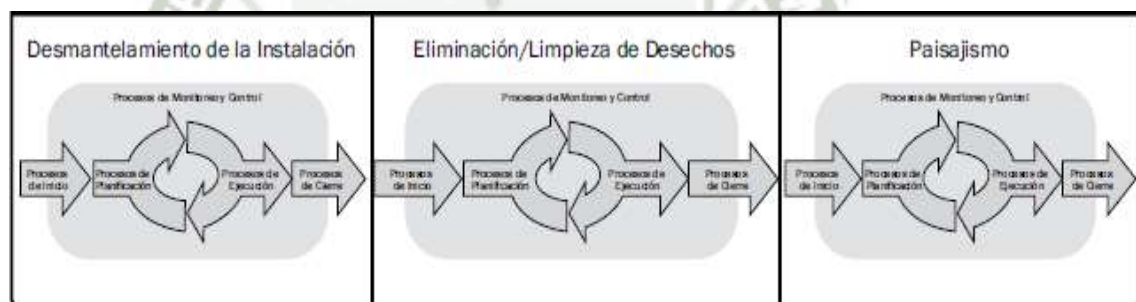 Desmantelamiento de la Instalación
Procesos de Monitoreo y Control
Procesos
de Inicio
Procesos de
Planificación
Procesos de
Ejecución
Procesos
de Cierre
Eliminación/Limpieza de Desechos
Procesos de Monitoreo y Control
Procesos
de Inicio
Procesos de
Planificación
Procesos de
Ejecución
Procesos
de Cierre
Paisajismo
Procesos de Monitoreo y Control
Procesos
de Inicio
Procesos de
Planificación
Procesos de
Ejecución
Procesos
de Cierre